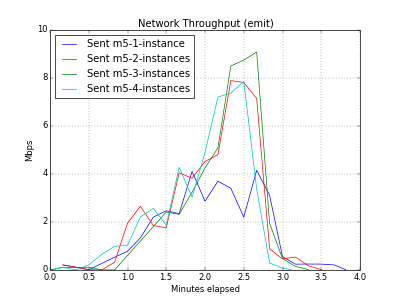 Network Throughput (emit)
10
Sent m5-1-instance
Sent m5-2-instances
Sent m5-3-instances
Sent m5-4-instances
8
6
Mbps
4
2
0
0.0 0.5 1.0 1.5 2.0 2.5 3.0 3.5 4.0
Minutes elapsed